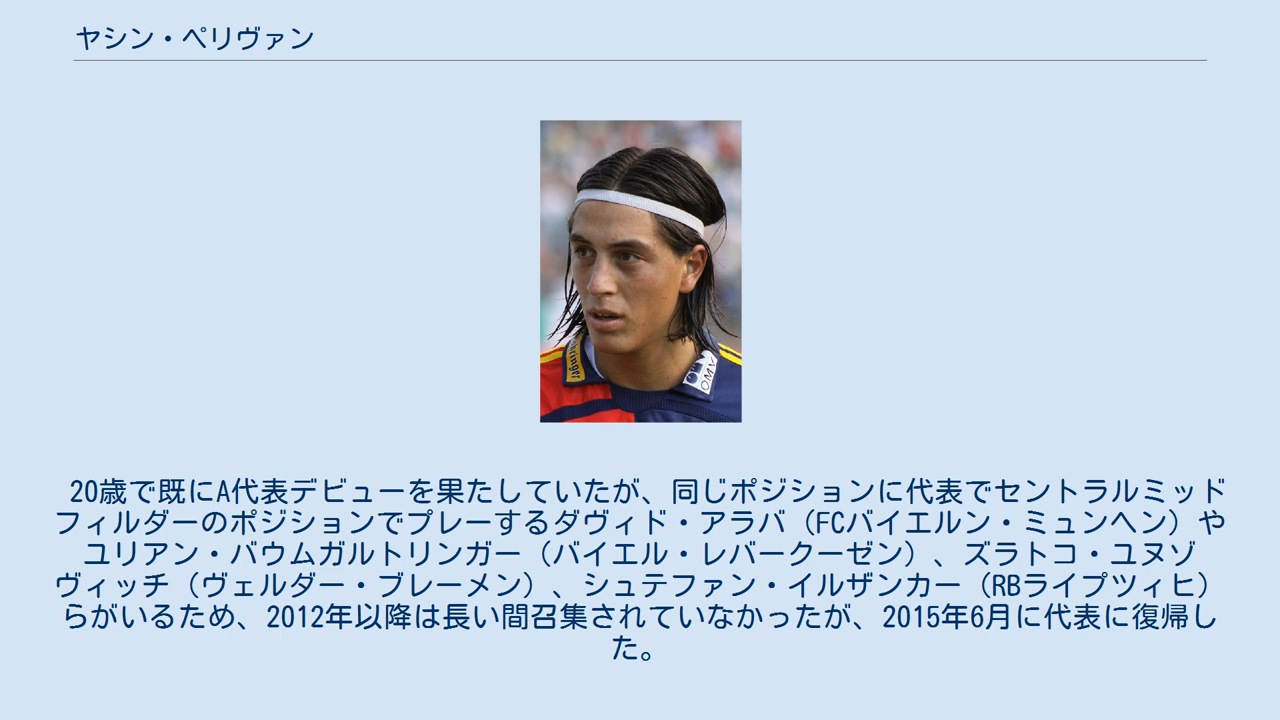 ヤシン・ペリヴァン
OMV
20歳で既にA代表デビューを果たしていたが、同じポジションに代表でセントラルミッド
フィルダーのポジションでプレーするダヴィド・アラバ（FCバイエルン・ミュンヘン）や
ユリアン・バウムガルトリンガー（バイエル・レバークーゼン）、ズラトコ・ユヌゾ
ヴィッチ（ヴェルダー・ブレーメン）、シュテファン・イルザンカー（RBライプツィヒ）
らがいるため、2012年以降は長い間召集されていなかったが、2015年6月に代表に復帰し
た。